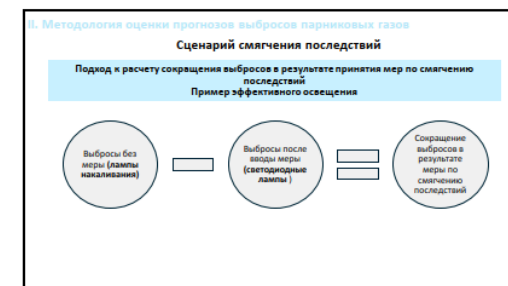 II. Методология оценки прогнозов выбросов парниковых газов
Сценарий смягчения последствий
Подход к расчету сокращения выбросов в результате принятия мер по смягчению
последствий
Пример эффективного освещения
Выбросы без
меры (лампы
накаливания)
Выбросы после
вводы меры
(светодиодные
лампы )
Сокращение
выбросов в
результате
меры по
смягчению
последствий